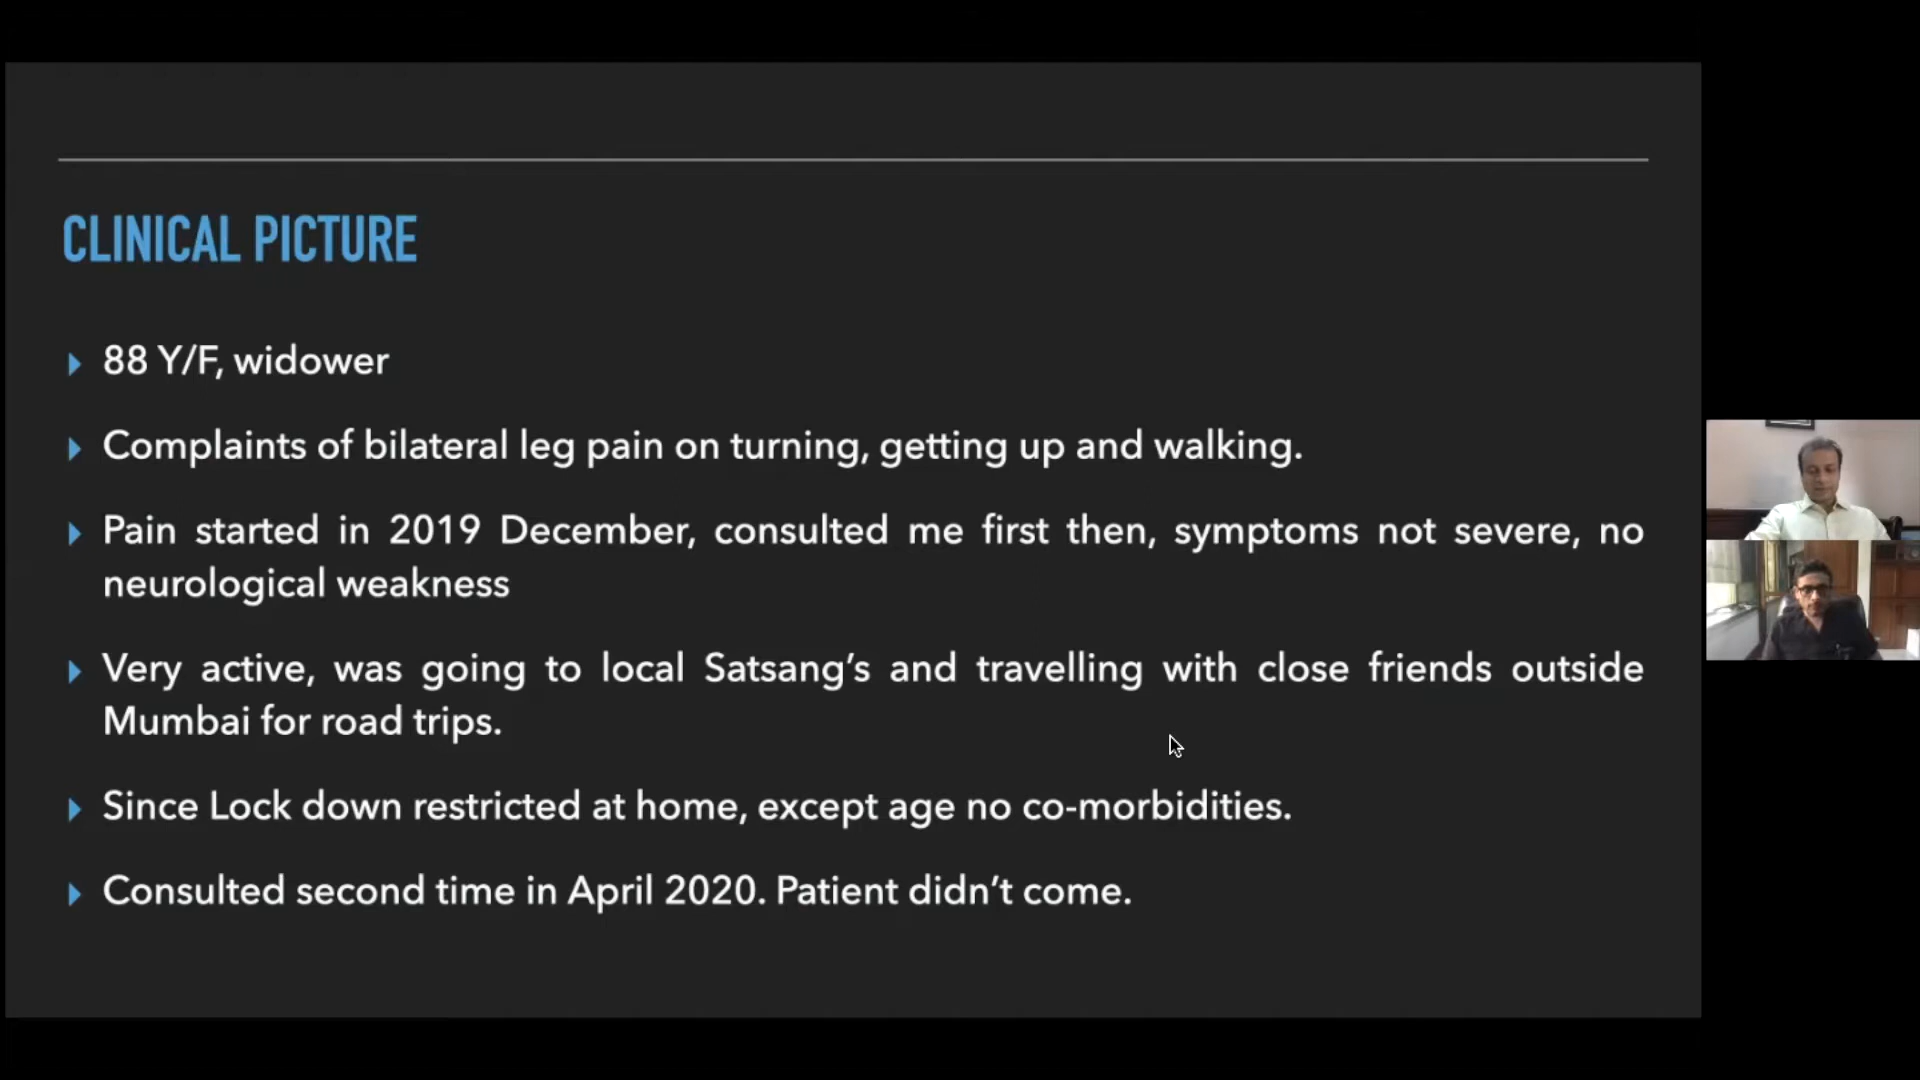 CLINICAL PICTURE
88 Y/F, widower
Complaints of bilateral leg pain on turning, getting up and walking.
Pain started in 2019 December, consulted me first then, symptoms not severe, no
neurological weakness
Very active, was going to local Satsang’s and travelling with close friends outside
Mumbai for road trips.
Since Lock down restricted at home, except age no co-morbidities.
Consulted second time in April 2020. Patient didn’t come.